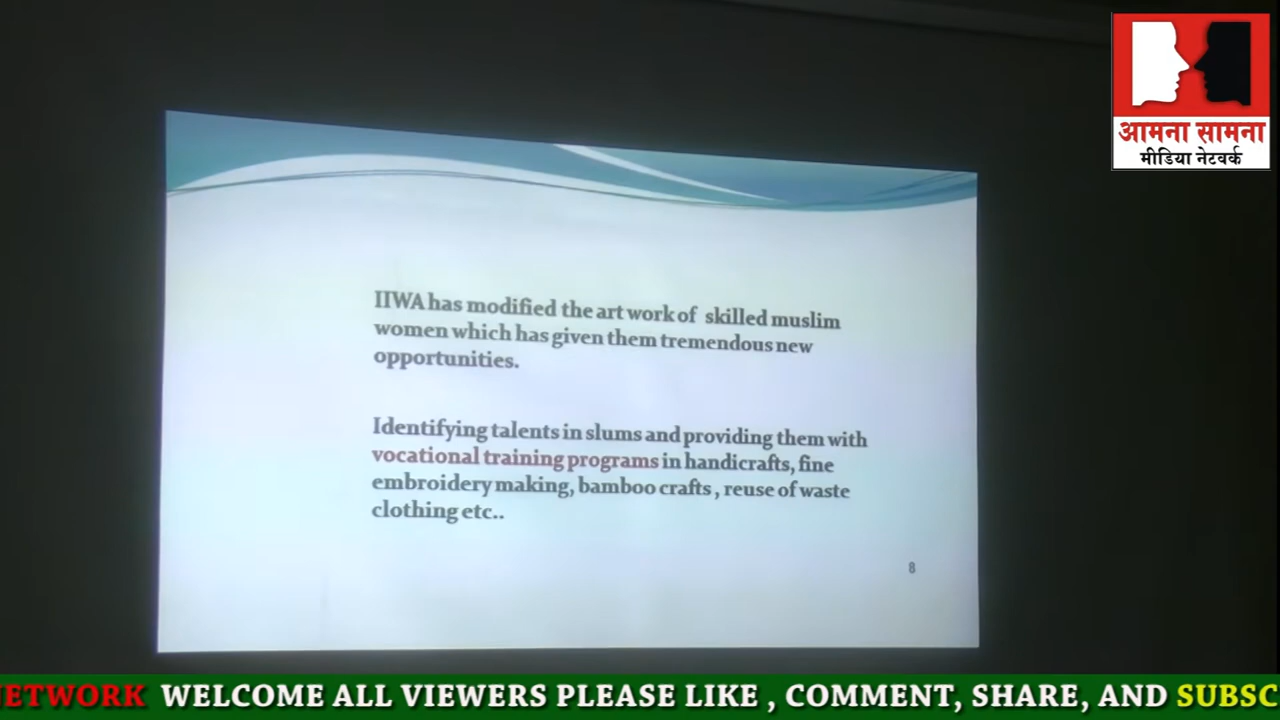 आमना सामना
मीडिया नेटवर्क
IIWA has modified the art work of skilled muslim
women which has given them tremendous new
opportunities.
Identifying talents in slums and providing them with
vocational training programs in handicrafts, fine
embroidery making, bamboo crafts , reuse of waste
clothing etc..
8
ETWORK WELCOME ALL VIEWERS PLEASE LIKE , COMMENT, SHARE, AND SUBSC